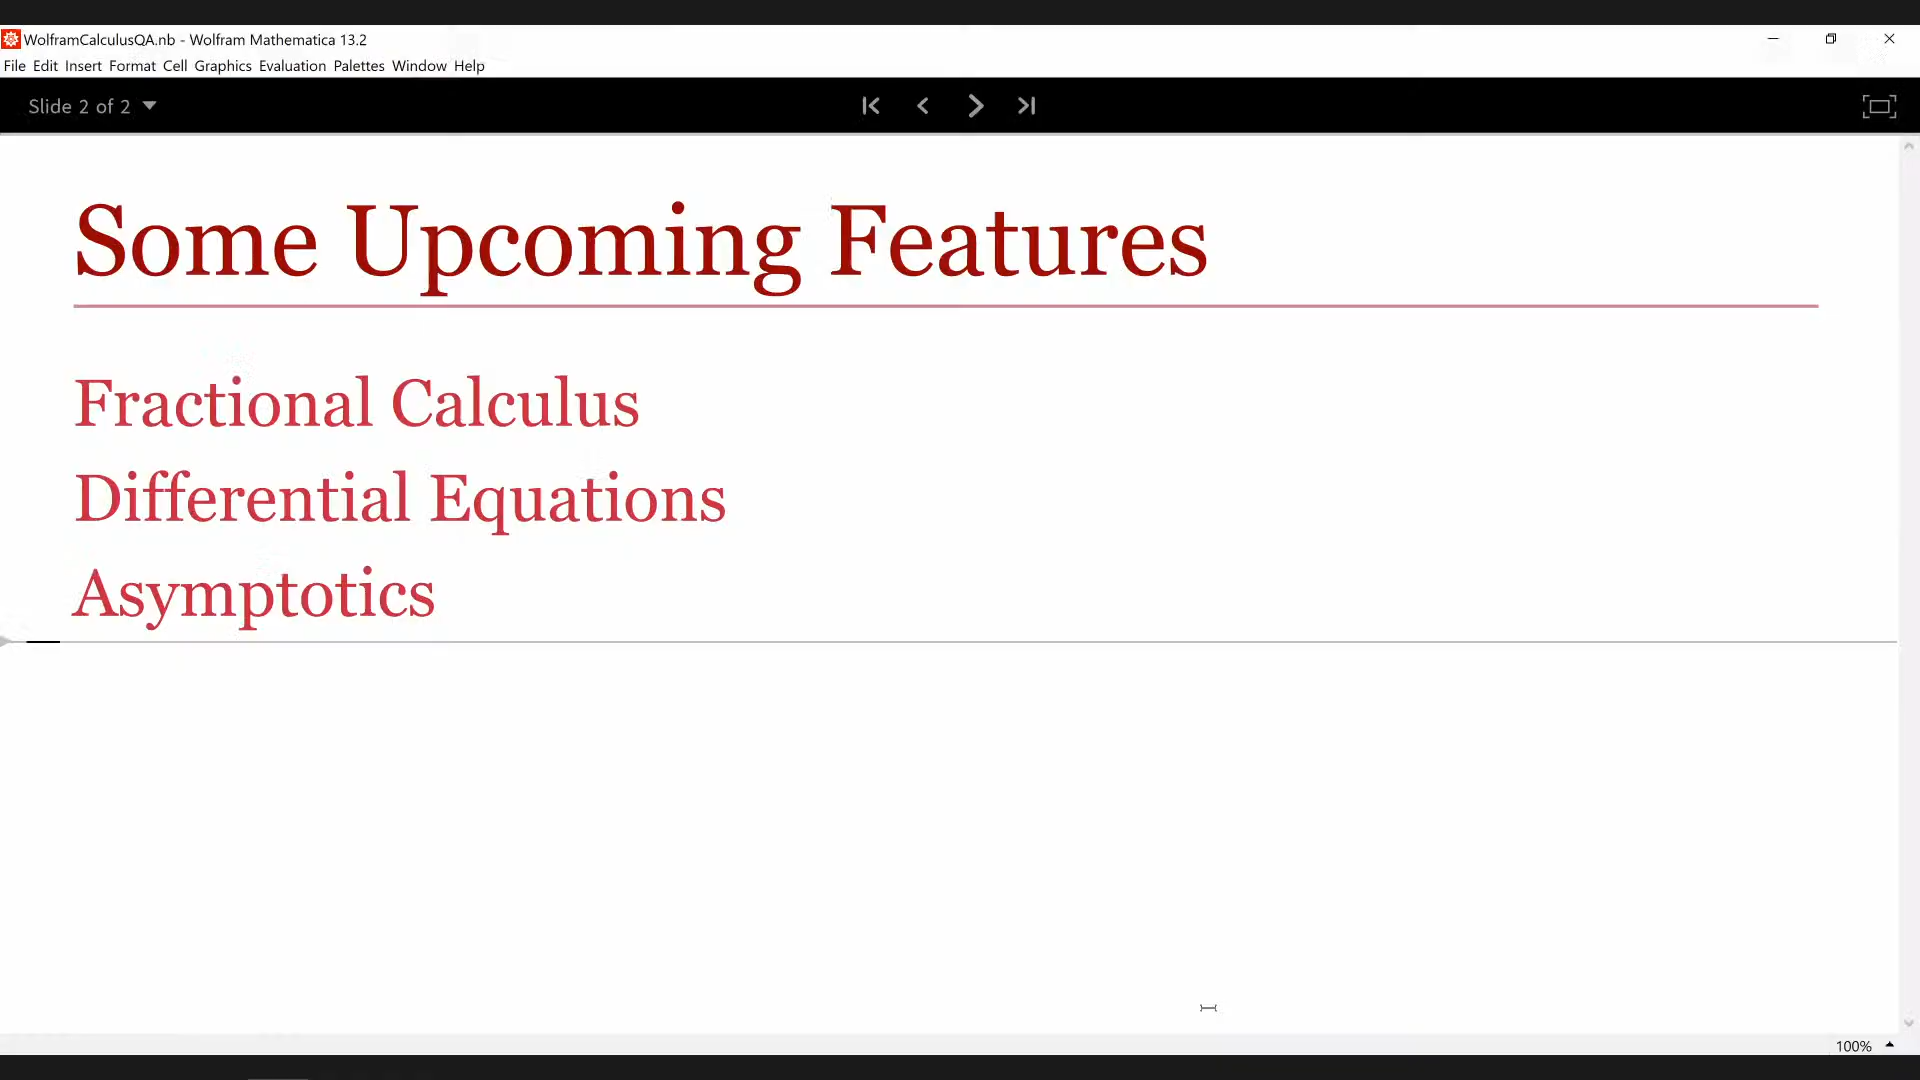 WolframCalculusQA.nb - Wolfram Mathematica 13.2
File Edit Insert Format Cell Graphics Evaluation Palettes Window Help
Slide 2 of 2
Some Upcoming Features
Fractional Calculus
Differential Equations
Asymptotics
100%